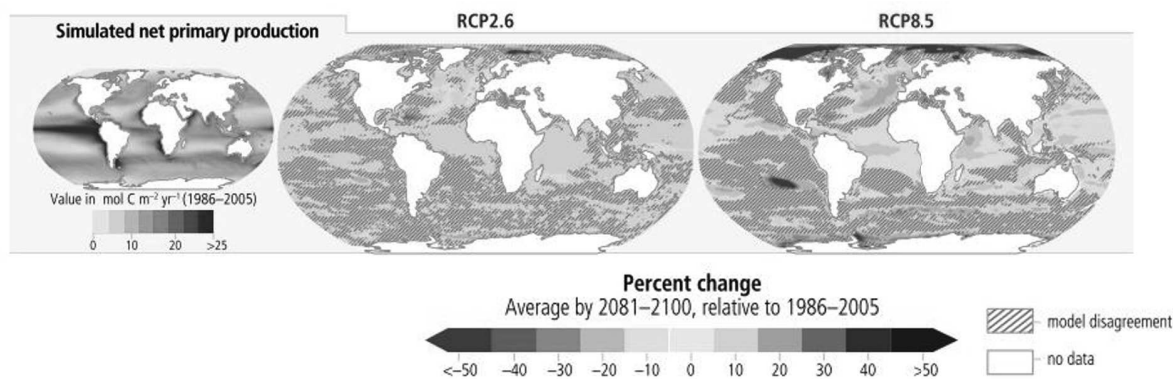 RCP2.6
RCP8.5
Simulated net primary production
Value in mol C m⁻² yr⁻¹ (1986–2005)
0 10 20 >25
Percent change
Average by 2081–2100, relative to 1986–2005
<–50 –40 –30 –20 –10 0 10 20 30 40 >50
model disagreement
no data